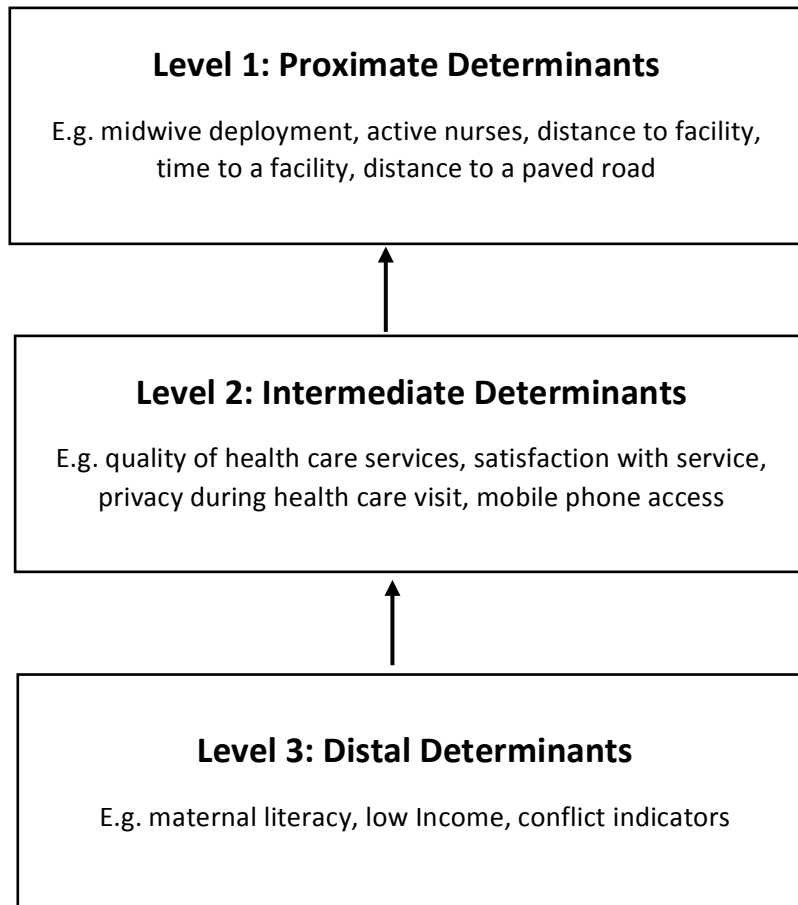 Level 1: Proximate Determinants
E.g. midwive deployment, active nurses, distance to facility,
time to a facility, distance to a paved road
Level 2: Intermediate Determinants
E.g. quality of health care services, satisfaction with service,
privacy during health care visit, mobile phone access
Level 3: Distal Determinants
E.g. maternal literacy, low Income, conflict indicators